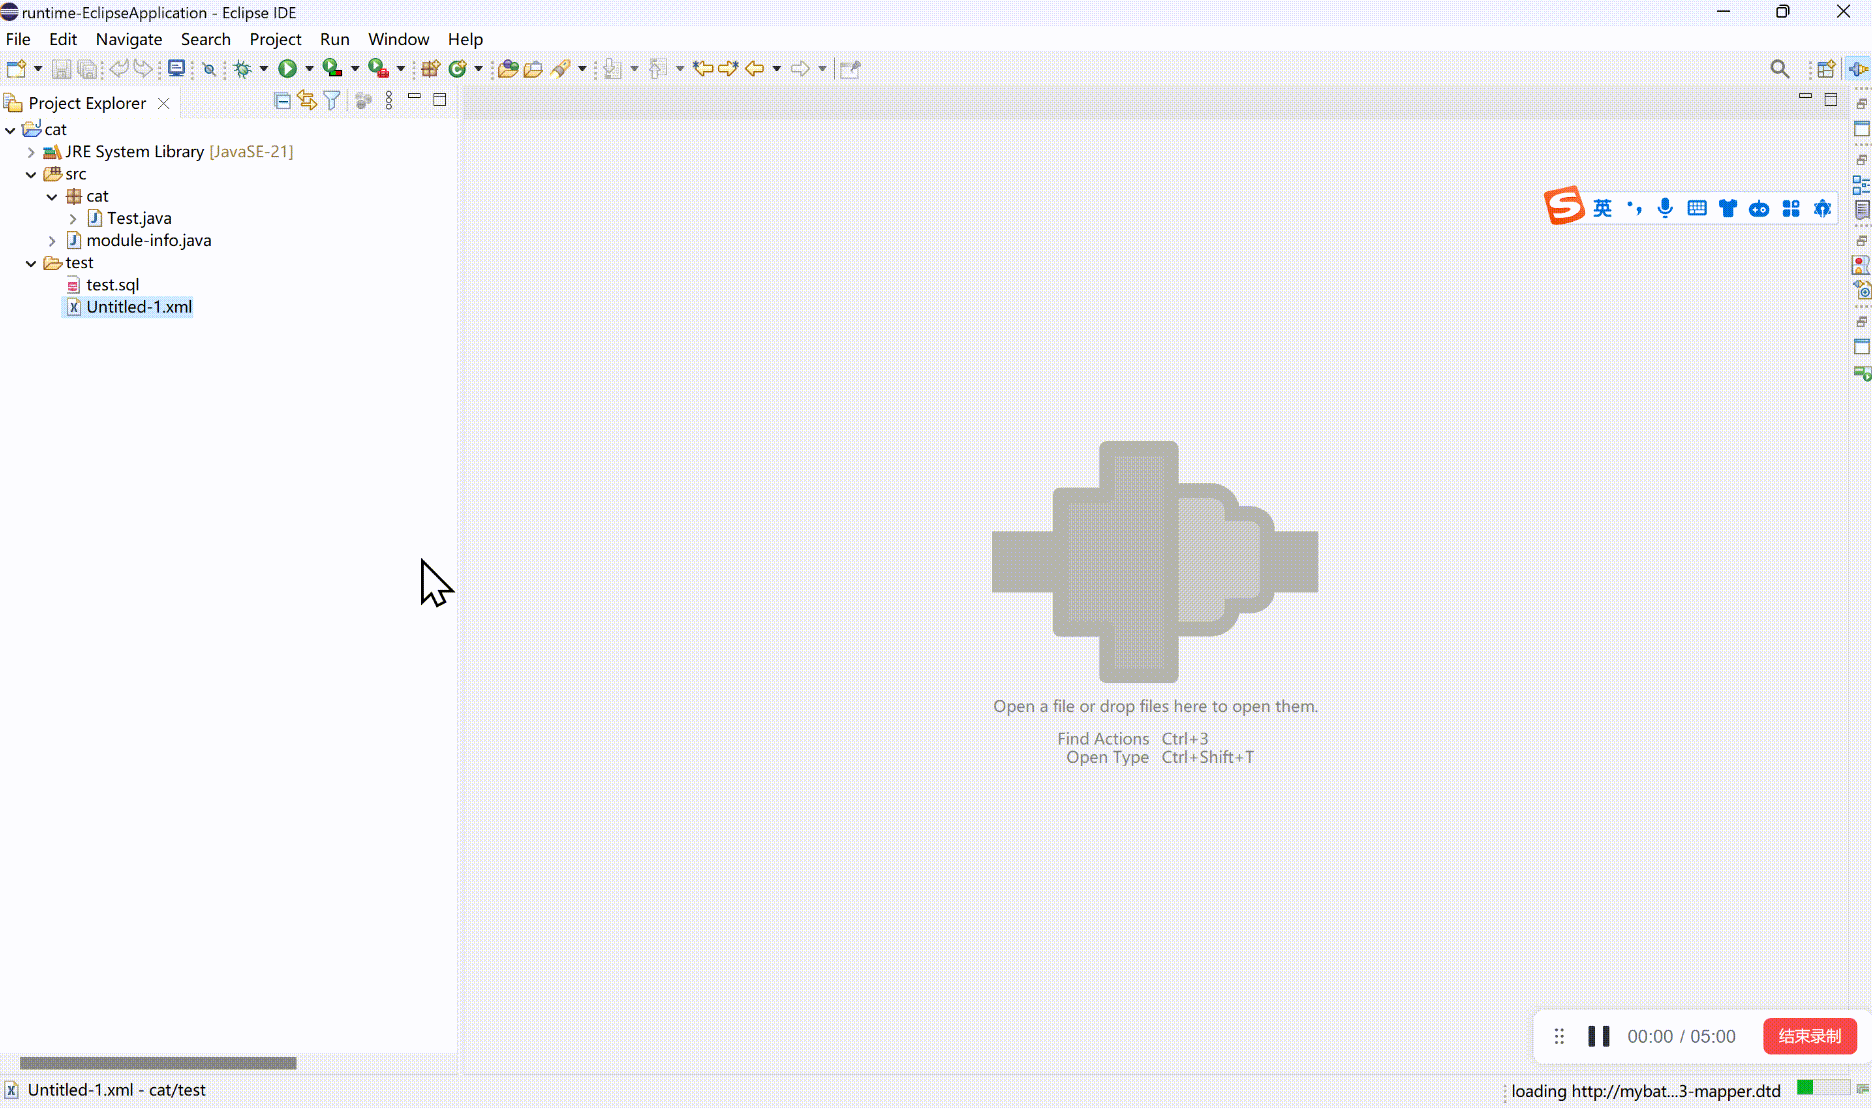 runtime-EclipseApplication - Eclipse IDE
File Edit Navigate Search Project Run Window Help
Project Explorer
cat
JRE System Library [JavaSE-21]
src
cat
Test.java
module-info.java
test
test.sql
Untitled-1.xml
英
Open a file or drop files here to open them.
Find Actions Ctrl+3
Open Type Ctrl+Shift+T
00:00 / 05:00 结束录制
Untitled-1.xml - cat/test
loading http://mybat...3-mapper.dtd